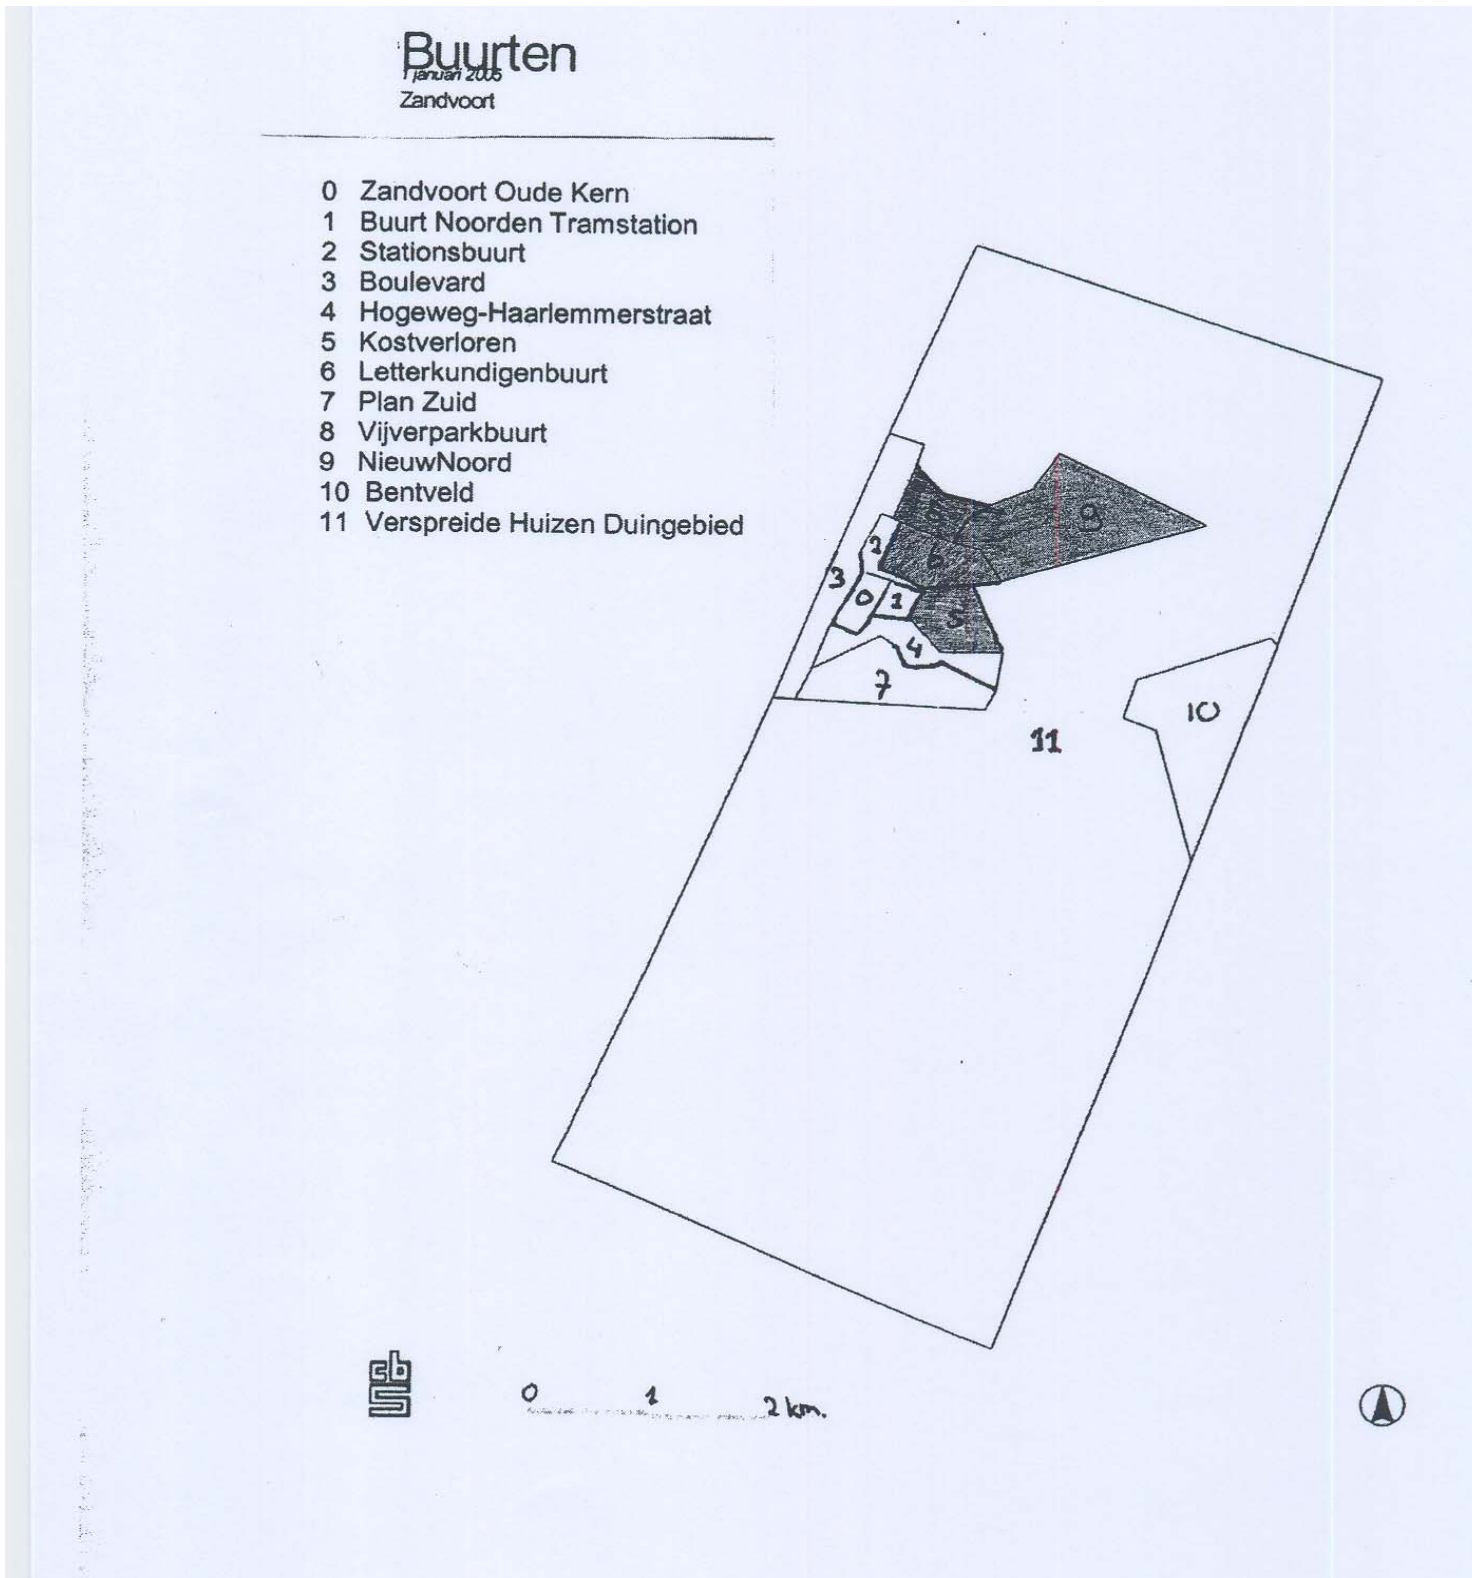 Buurten
1 januari 2005
Zandvoort
0 Zandvoort Oude Kern
1 Buurt Noorden Tramstation
2 Stationsbuurt
3 Boulevard
4 Hogeweg-Haarlemmerstraat
5 Kostverloren
6 Letterkundigenbuurt
7 Plan Zuid
8 Vijverparkbuurt
9 NieuwNoord
10 Bentveld
11 Verspreide Huizen Duingebied
8
9
2
6
3
0
1
5
4
7
10
11
cbs
0 1 2 km.